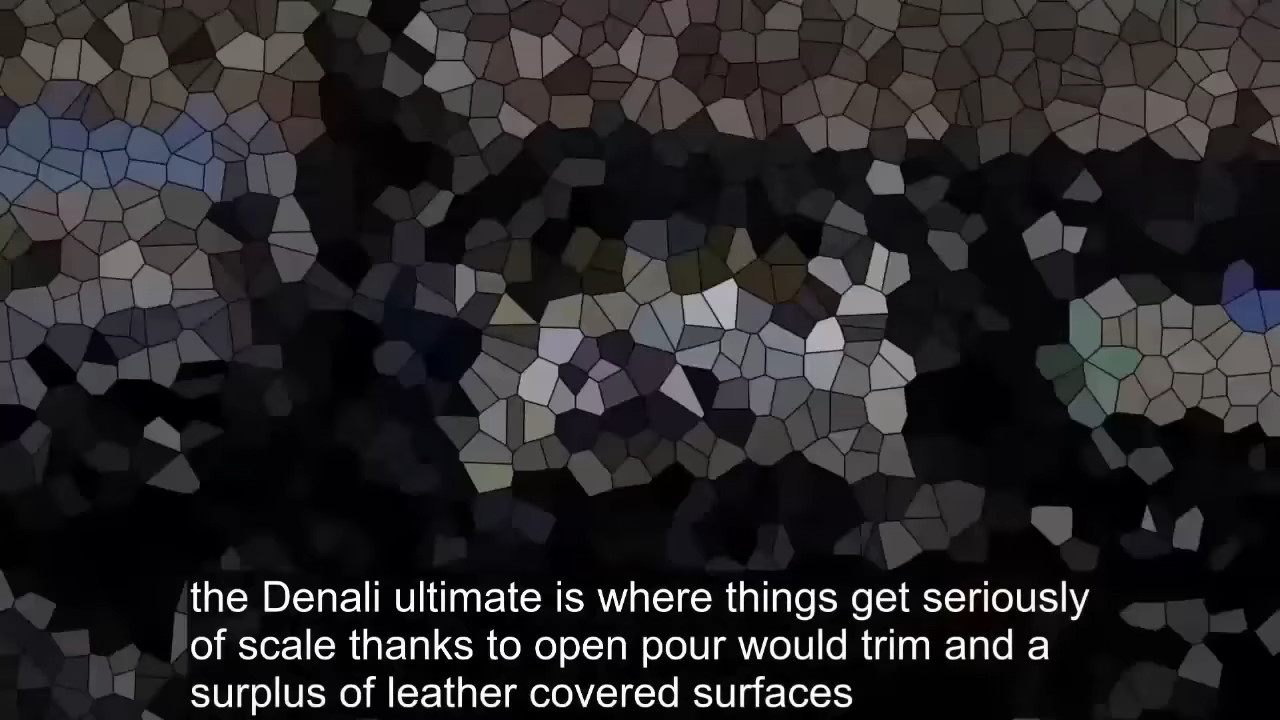 the Denali ultimate is where things get seriously
of scale thanks to open pour would trim and a
surplus of leather covered surfaces